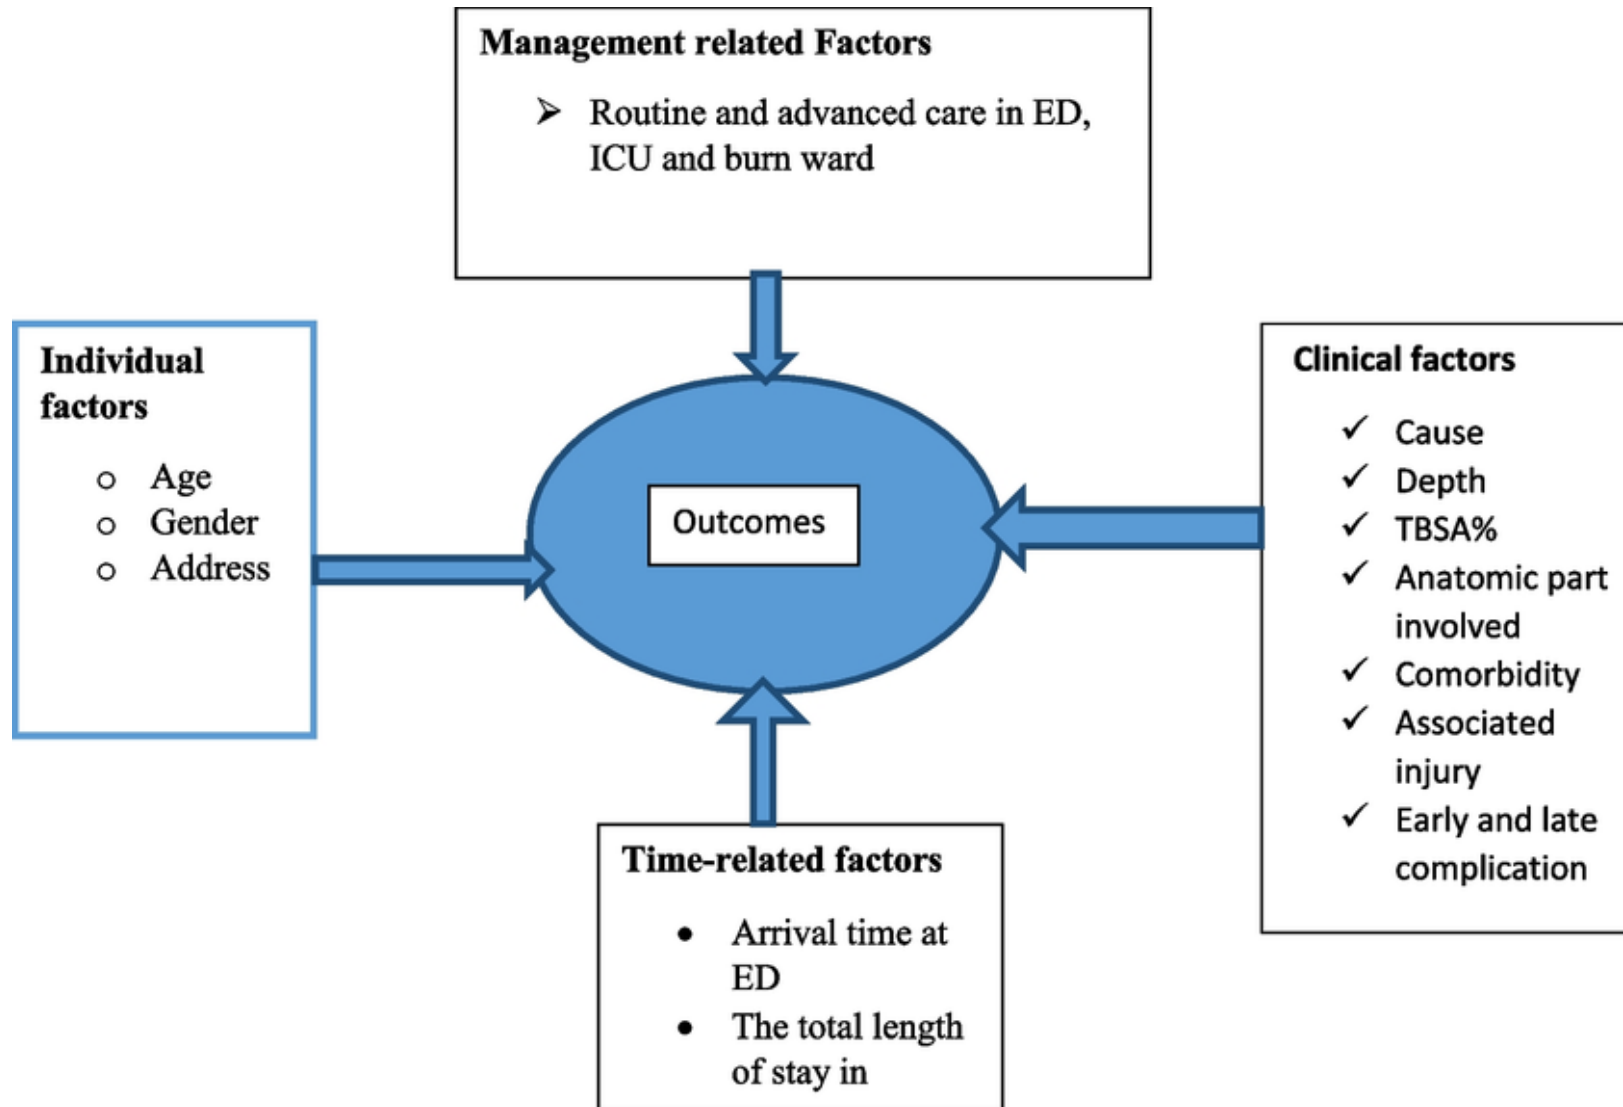 Management related Factors
➢ Routine and advanced care in ED,
ICU and burn ward
Individual
factors
o Age
o Gender
o Address
Outcomes
Clinical factors
✓ Cause
✓ Depth
✓ TBSA%
✓ Anatomic part
involved
✓ Comorbidity
✓ Associated
injury
✓ Early and late
complication
Time-related factors
• Arrival time at
ED
• The total length
of stay in